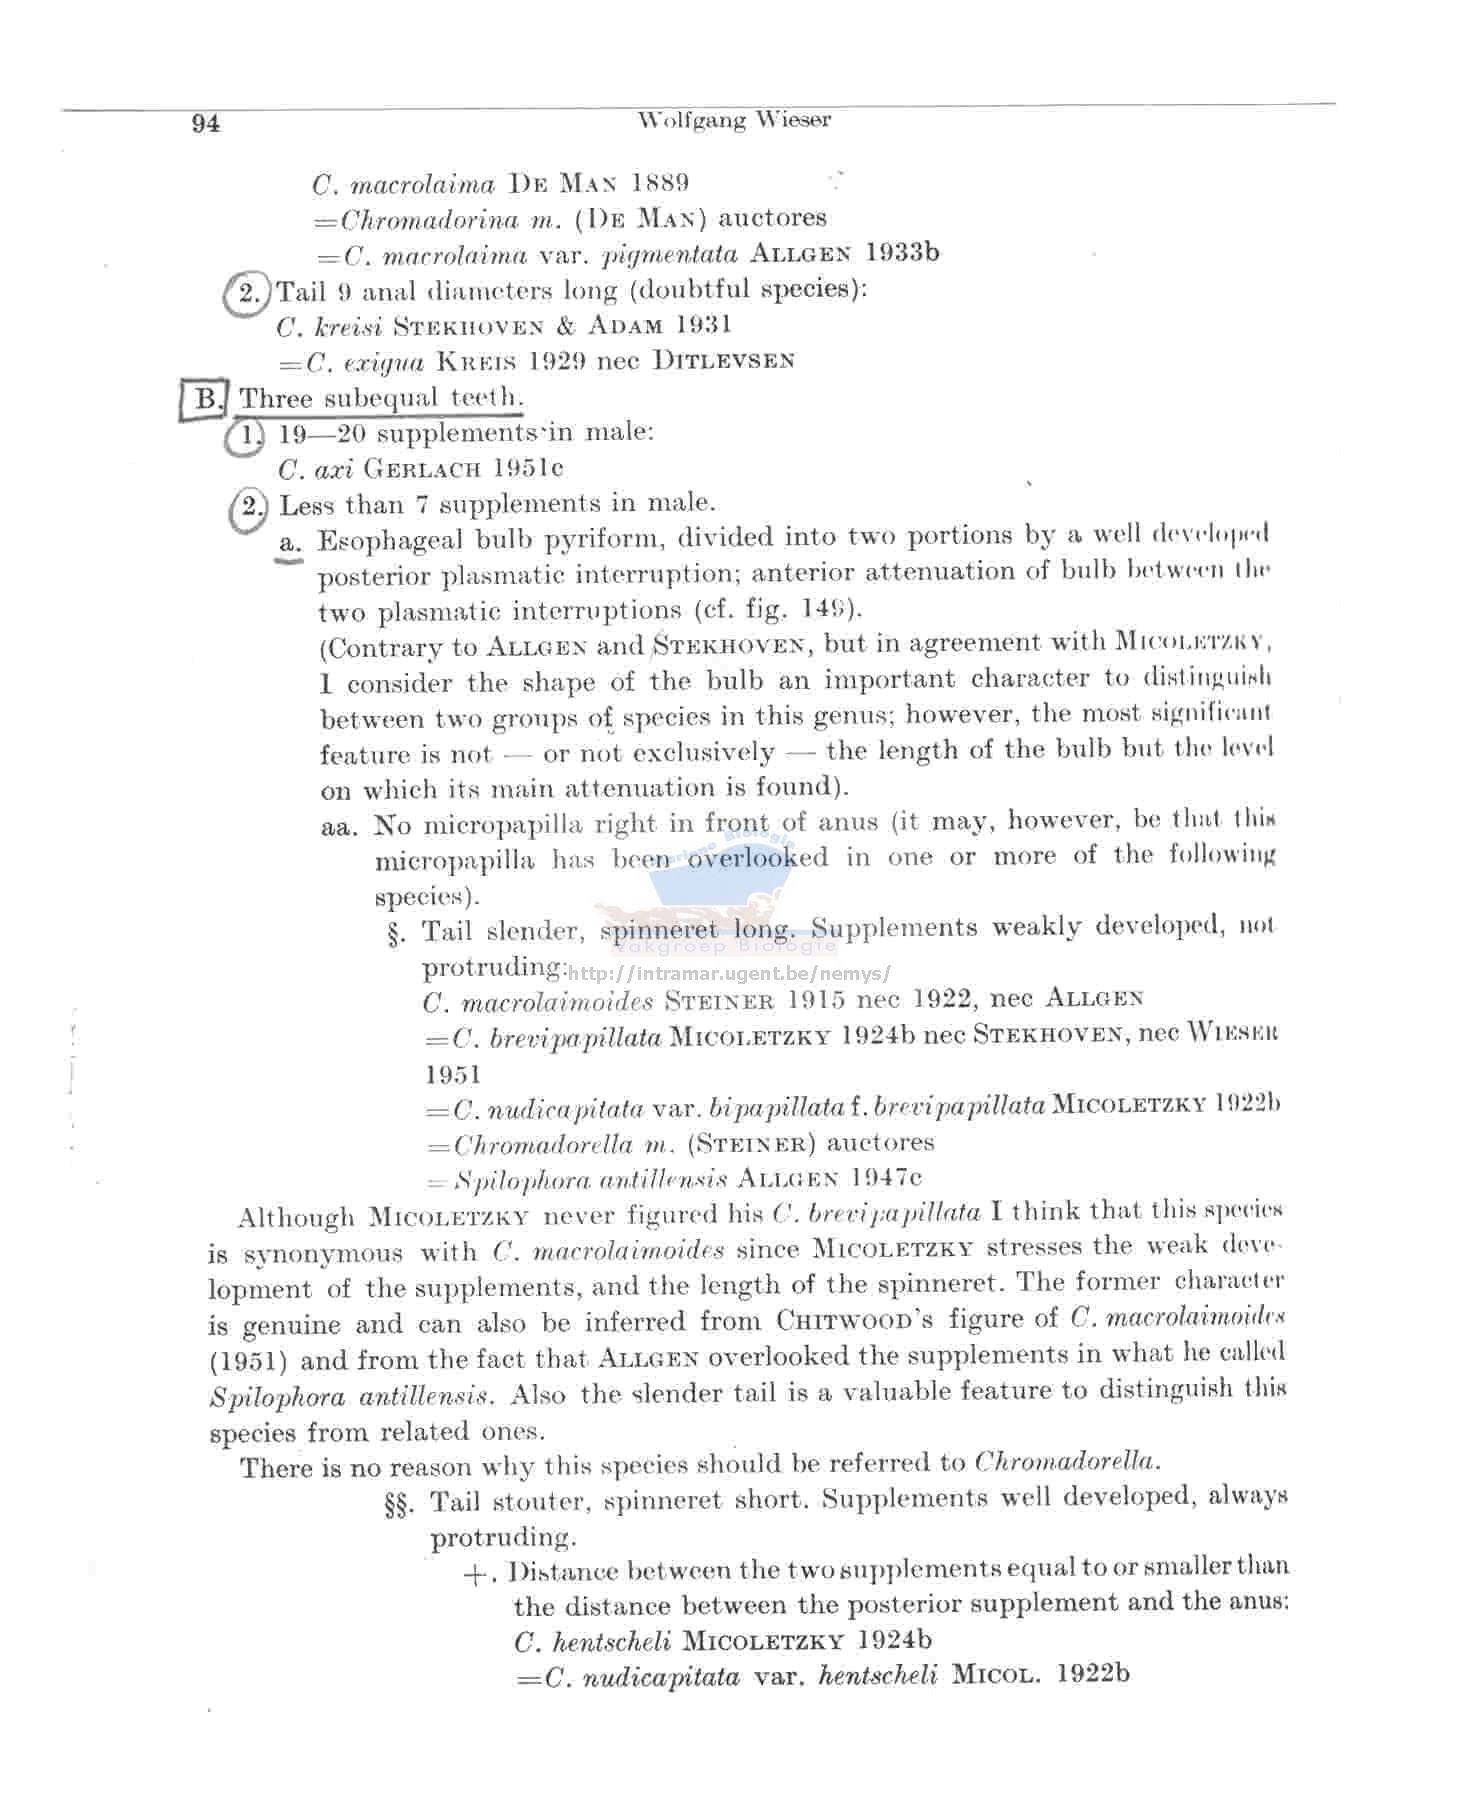 94 Wolfgang Wieser
C. macrolaima DE MAN 1889
=Chromadorina m. (DE MAN) auctores
=C. macrolaima var. pigmentata ALLGEN 1933b
2. Tail 9 anal diameters long (doubtful species):
C. kreisi STEKHOVEN & ADAM 1931
=C. exigua KREIS 1929 nec DITLEVSEN
B. Three subequal teeth.
1. 19—20 supplements in male:
C. axi GERLACH 1951c
2. Less than 7 supplements in male.
a. Esophageal bulb pyriform, divided into two portions by a well developed
posterior plasmatic interruption; anterior attenuation of bulb between the
two plasmatic interruptions (cf. fig. 149).
(Contrary to ALLGEN and STEKHOVEN, but in agreement with MICOLETZKY,
I consider the shape of the bulb an important character to distinguish
between two groups of species in this genus; however, the most significant
feature is not — or not exclusively — the length of the bulb but the level
on which its main attenuation is found).
aa. No micropapilla right in front of anus (it may, however, be that this
micropapilla has been overlooked in one or more of the following
species).
§. Tail slender, spinneret long. Supplements weakly developed, not
Vakgroep Biologie
protruding:
http://intramar.ugent.be/nemys/
C. macrolaimoides STEINER 1915 nec 1922, nec ALLGEN
=C. brevipapillata MICOLETZKY 1924b nec STEKHOVEN, nec WIESER
1951
=C. nudicapitata var. bipapillata f. brevipapillata MICOLETZKY 1922b
=Chromadorella m. (STEINER) auctores
=Spilophora antillensis ALLGEN 1947c
Although MICOLETZKY never figured his C. brevipapillata I think that this species
is synonymous with C. macrolaimoides since MICOLETZKY stresses the weak deve-
lopment of the supplements, and the length of the spinneret. The former character
is genuine and can also be inferred from CHITWOOD's figure of C. macrolaimoides
(1951) and from the fact that ALLGEN overlooked the supplements in what he called
Spilophora antillensis. Also the slender tail is a valuable feature to distinguish this
species from related ones.
There is no reason why this species should be referred to Chromadorella.
§§. Tail stouter, spinneret short. Supplements well developed, always
protruding.
+. Distance between the two supplements equal to or smaller than
the distance between the posterior supplement and the anus:
C. hentscheli MICOLETZKY 1924b
=C. nudicapitata var. hentscheli MICOL. 1922b